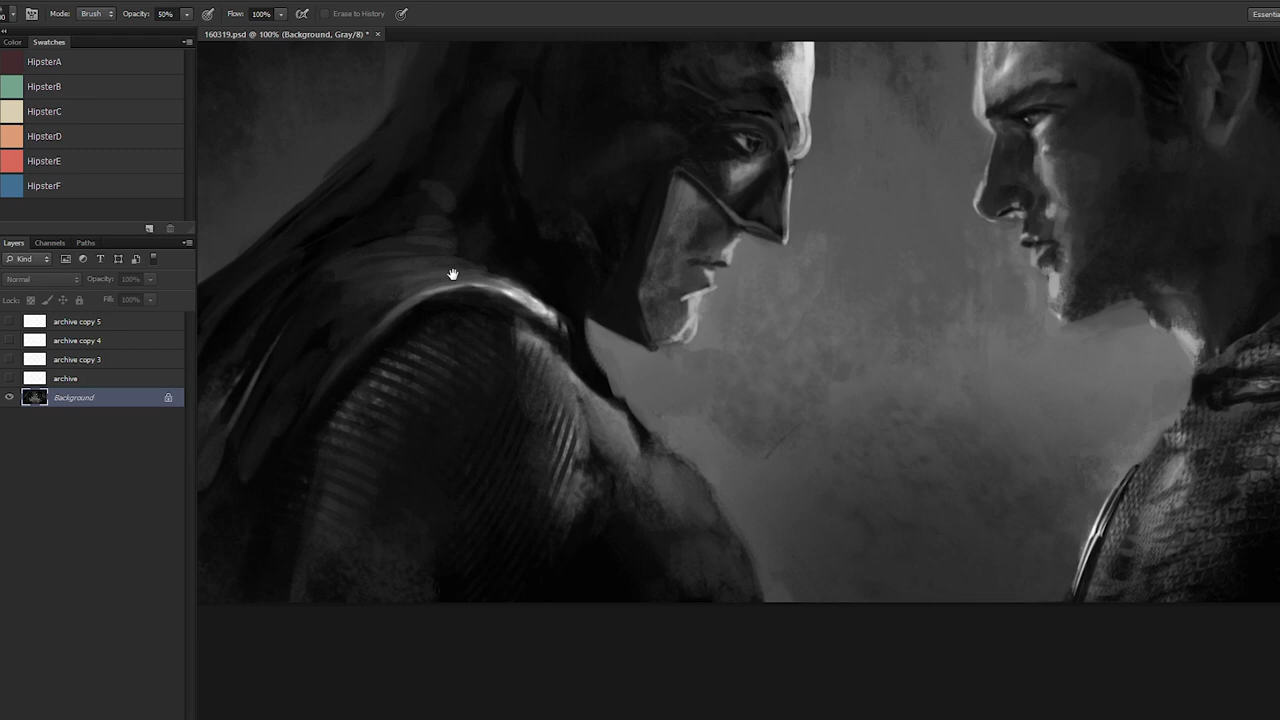 Mode: Brush Opacity: 50% Flow: 100% Erase to History Essentia
160319.psd @ 100% (Background, Gray/8) * ×
Color Swatches
HipsterA
HipsterB
HipsterC
HipsterD
HipsterE
HipsterF
Layers Channels Paths
Kind
Normal Opacity: 100%
Lock: Fill: 100%
archive copy 5
archive copy 4
archive copy 3
archive
Background